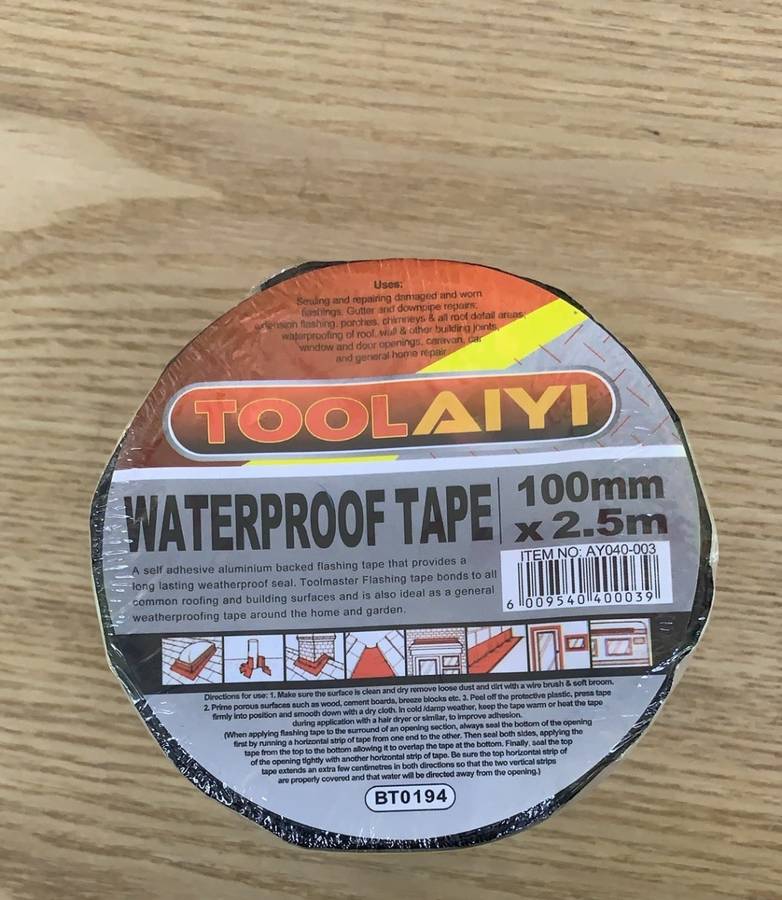 Uses:
Sealing and repairing damaged and worn
flashings. Gutter and downpipe repairs;
extension flashing, porches, chimneys & all roof detail areas;
waterproofing of roof, wall & other building joints,
window and door openings, caravan, car
and general home repair
TOOLAIYI
WATERPROOF TAPE
100mm
x 2.5m
A self adhesive aluminium backed flashing tape that provides a
long lasting weatherproof seal. Toolmaster Flashing tape bonds to all
common roofing and building surfaces and is also ideal as a general
weatherproofing tape around the home and garden.
ITEM NO: AY040-003
6 009540 400039
Directions for use: 1. Make sure the surface is clean and dry remove loose dust and dirt with a wire brush & soft broom.
2. Prime porous surfaces such as wood, cement boards, breeze blocks etc. 3. Peel off the protective plastic, press tape
firmly into position and smooth down with a dry cloth. In cold /damp weather, keep the tape warm or heat the tape
during application with a hair dryer or similar, to improve adhesion.
(When applying flashing tape to the surround of an opening section, always seal the bottom of the opening
first by running a horizontal strip of tape from one end to the other. Then seal both sides, applying the
tape from the top to the bottom allowing it to overlap the tape at the bottom. Finally, seal the top
of the opening tightly with another horizontal strip of tape. Be sure the top horizontal strip of
tape extends an extra few centimetres in both directions so that the two vertical strips
are properly covered and that water will be directed away from the opening.)
BT0194